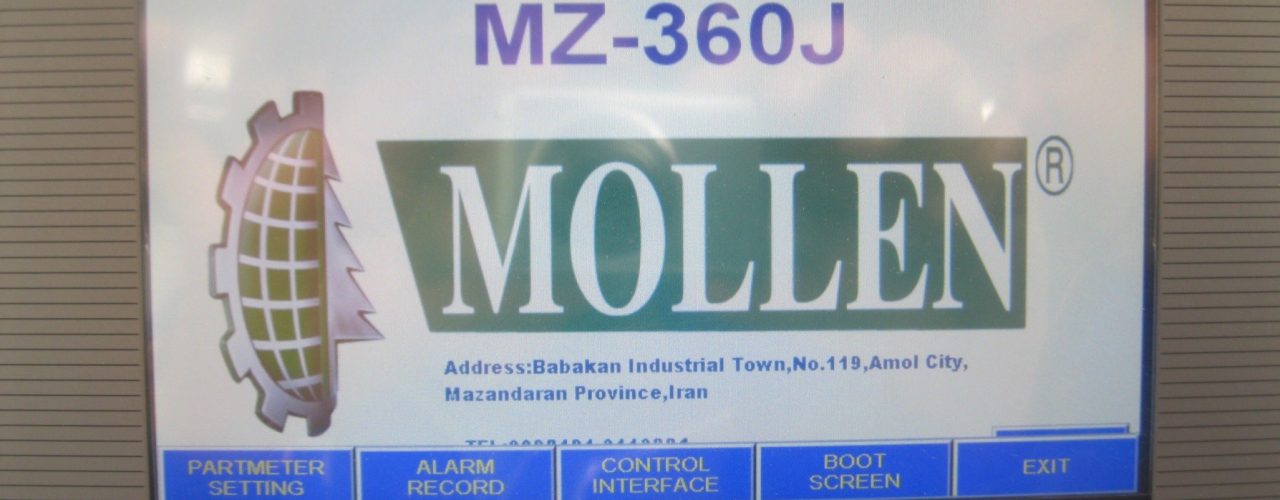 MZ-360J
MOLLEN®
Address:Babakan Industrial Town,No.119,Amol City,
Mazandaran Province,Iran
PARTMETER
SETTING
ALARM
RECORD
CONTROL
INTERFACE
BOOT
SCREEN
EXIT